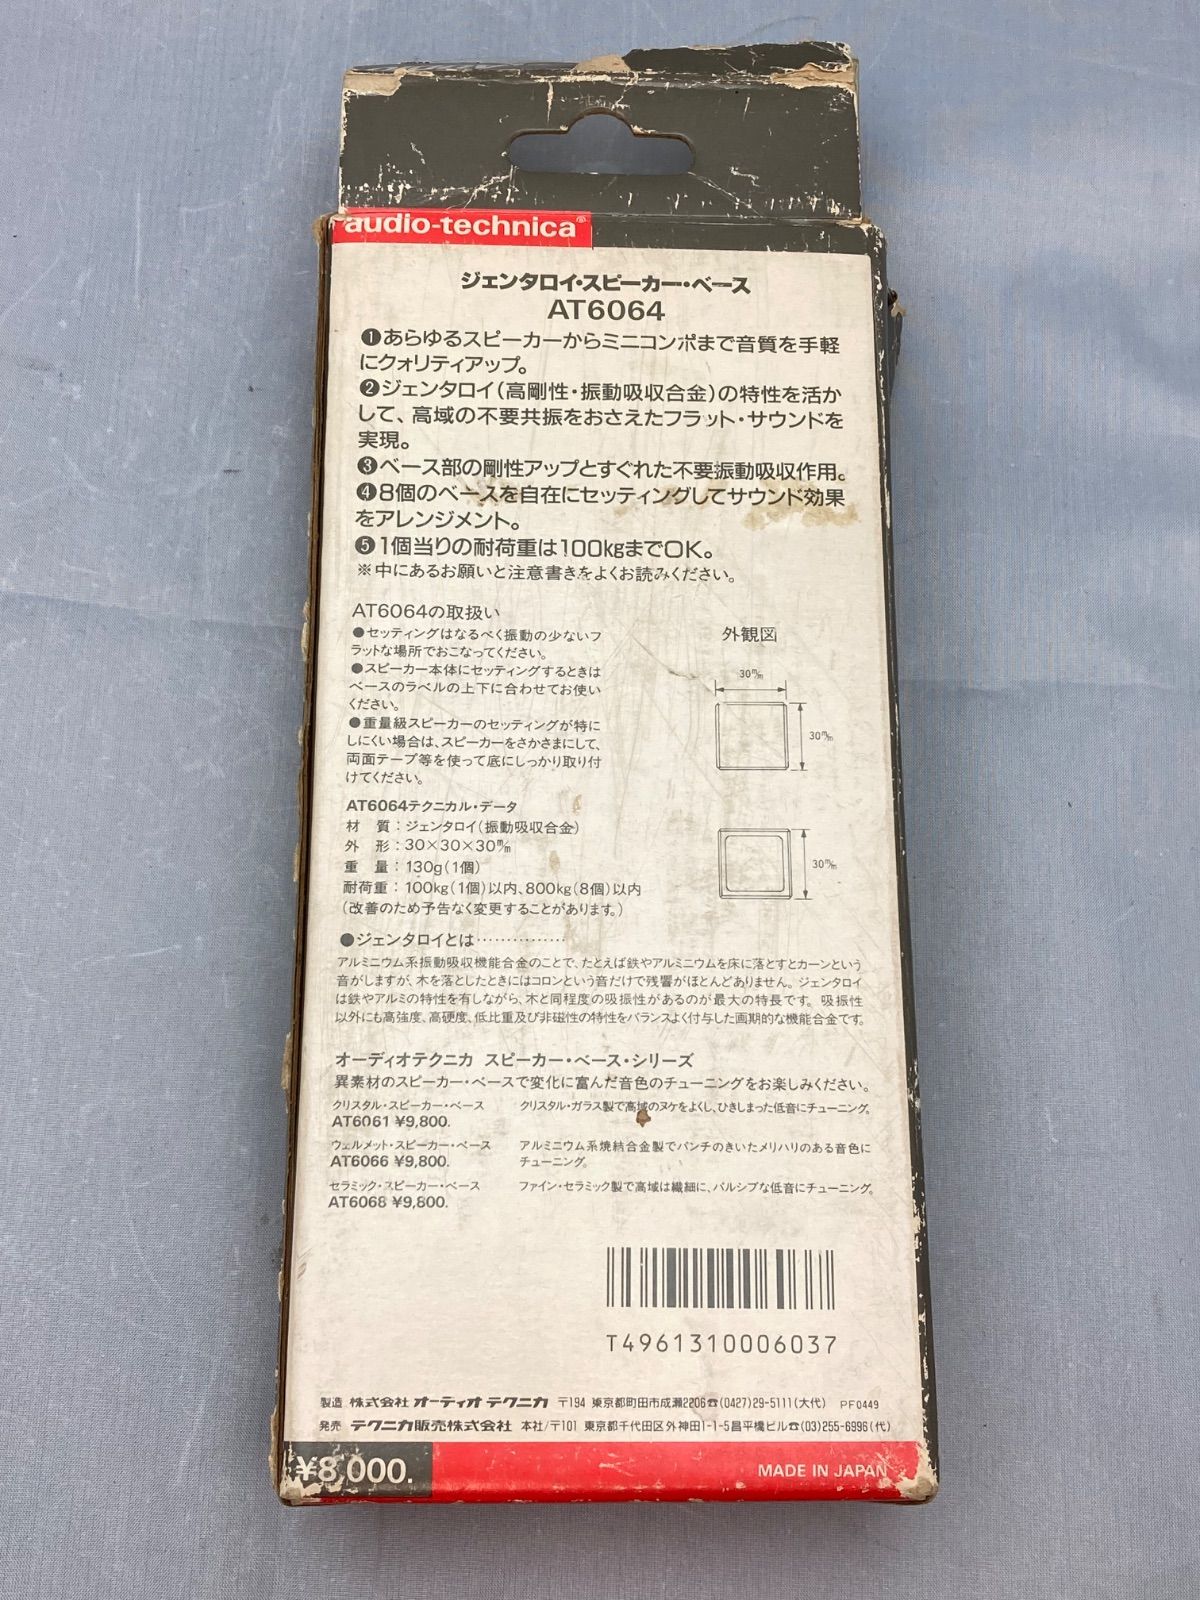 audio-technica®
ジェンタロイ・スピーカー・ベース
AT6064
❶あらゆるスピーカーからミニコンポまで音質を手軽
にクォリティアップ。
❷ジェンタロイ(高剛性・振動吸収合金)の特性を活か
して、高域の不要共振をおさえたフラット・サウンドを
実現。
❸ベース部の剛性アップとすぐれた不要振動吸収作用。
❹8個のベースを自在にセッティングしてサウンド効果
をアレンジメント。
❺1個当りの耐荷重は100kgまでOK。
※中にあるお願いと注意書きをよくお読みください。
AT6064の取扱い
●セッティングはなるべく振動の少ないフ
ラットな場所でおこなってください。
●スピーカー本体にセッティングするときは
ベースのラベルの上下に合わせてお使い
ください。
●重量級スピーカーのセッティングが特に
しにくい場合は、スピーカーをさかさまにして、
両面テープ等を使って底にしっかり取り付
けてください。
外観図
30m/m
30m/m
30m/m
AT6064テクニカル・データ
材 質:ジェンタロイ(振動吸収合金)
外 形:30×30×30m/m
重 量:130g(1個)
耐荷重:100kg(1個)以内、800kg(8個)以内
(改善のため予告なく変更することがあります。)
●ジェンタロイとは……………
アルミニウム系振動吸収機能合金のことで、たとえば鉄やアルミニウムを床に落とすとカーンという
音がしますが、木を落としたときにはコロンという音だけで残響がほとんどありません。ジェンタロイ
は鉄やアルミの特性を有しながら、木と同程度の吸振性があるのが最大の特長です。吸振性
以外にも高強度、高硬度、低比重及び非磁性の特性をバランスよく付与した画期的な機能合金です。
オーディオテクニカ スピーカー・ベース・シリーズ
異素材のスピーカー・ベースで変化に富んだ音色のチューニングをお楽しみください。
クリスタル・スピーカー・ベース
AT6061 ¥9,800.
クリスタル・ガラス製で高域のヌケをよくし、ひきしまった低音にチューニング。
ウェルメット・スピーカー・ベース
AT6066 ¥9,800.
アルミニウム系焼結合金製でパンチのきいたメリハリのある音色に
チューニング。
セラミック・スピーカー・ベース
AT6068 ¥9,800.
ファイン・セラミック製で高域は繊細に、パルシブな低音にチューニング。
T4961310006037
製造 株式会社 オーディオ テクニカ 〒194 東京都町田市成瀬2206☎(0427)29-5111(大代) PF0449
発売 テクニカ販売株式会社 本社/〒101 東京都千代田区外神田1-1-5昌平橋ビル☎(03)255-6996(代)
¥8,000.
MADE IN JAPAN